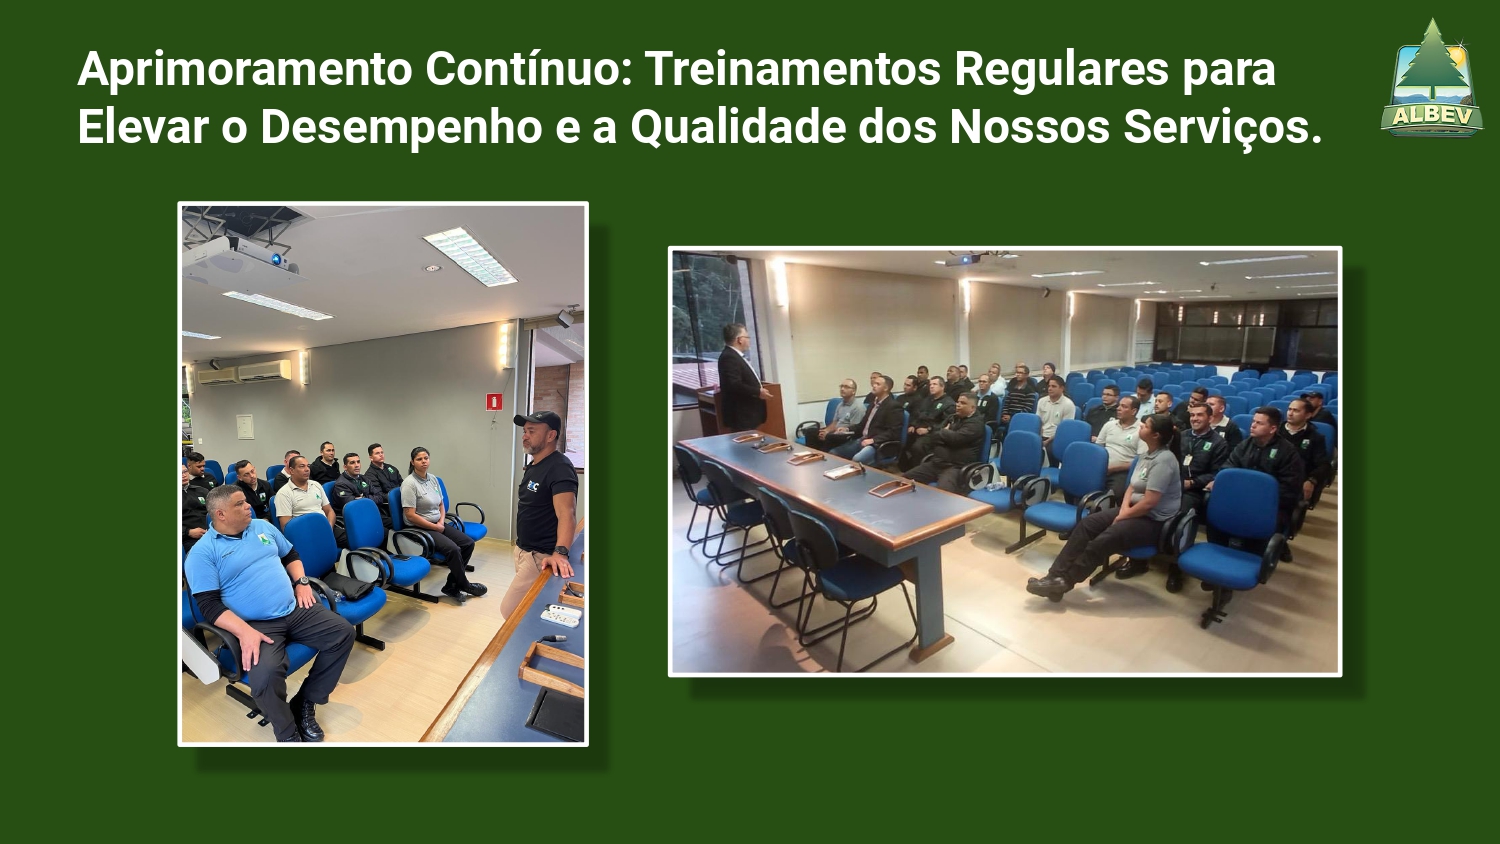 Aprimoramento Contínuo: Treinamentos Regulares para
Elevar o Desempenho e a Qualidade dos Nossos Serviços.
ALBEV